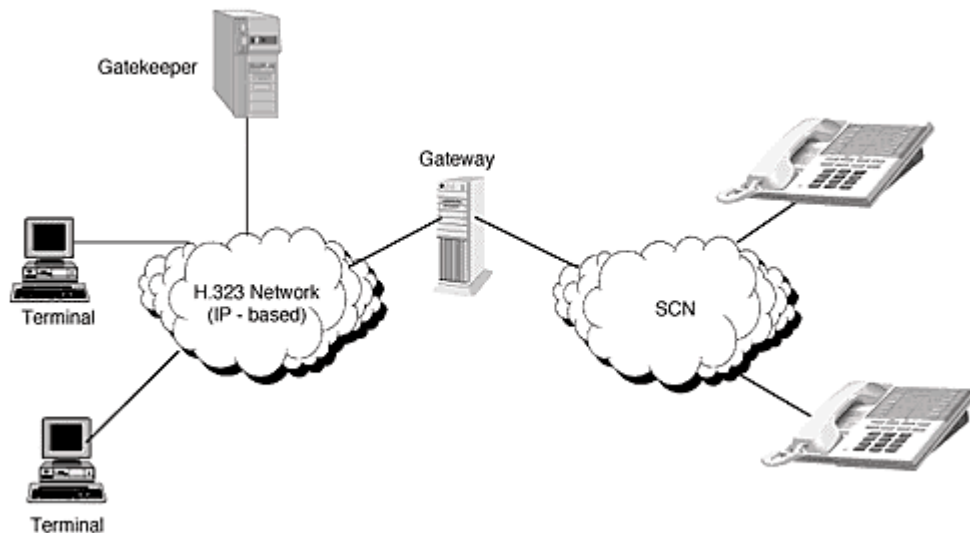 Gatekeeper
Gateway
Terminal
H.323 Network
(IP - based)
SCN
Terminal